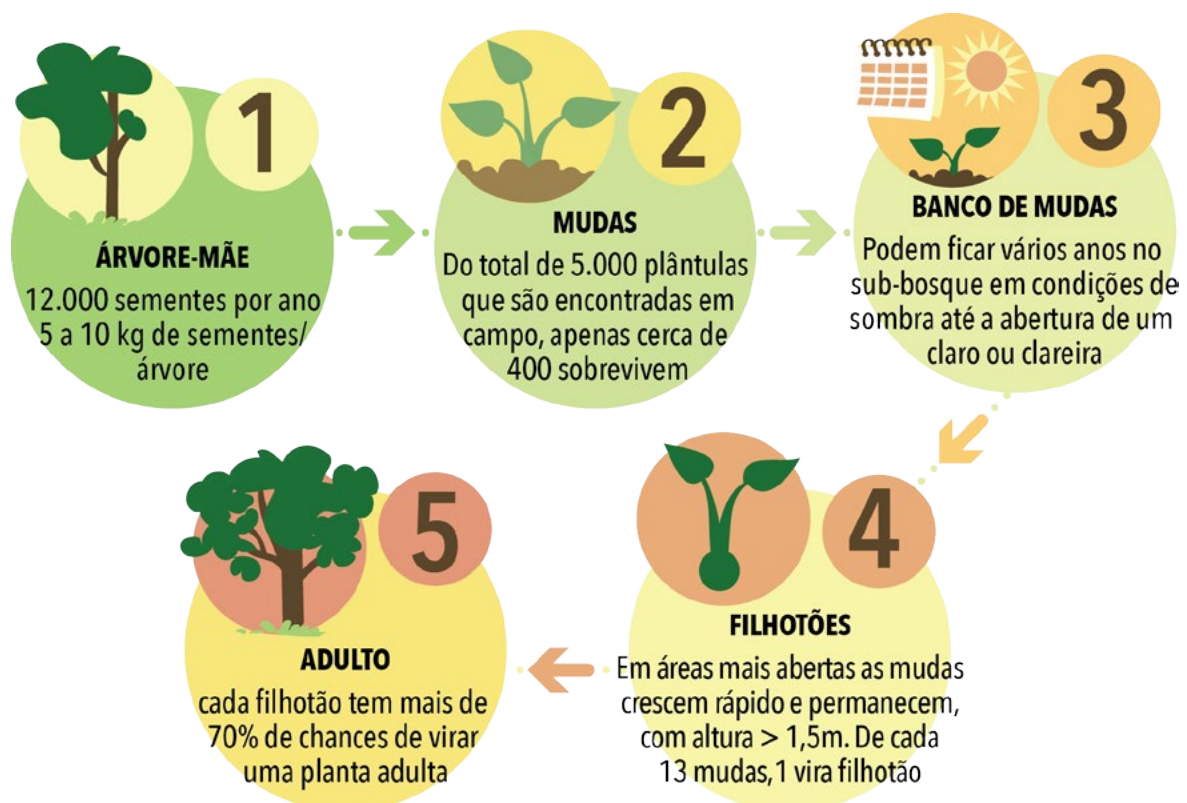 1
ÁRVORE-MÃE
12.000 sementes por ano
5 a 10 kg de sementes/
árvore
2
MUDAS
Do total de 5.000 plântulas
que são encontradas em
campo, apenas cerca de
400 sobrevivem
3
BANCO DE MUDAS
Podem ficar vários anos no
sub-bosque em condições de
sombra até a abertura de um
claro ou clareira
4
FILHOTÕES
Em áreas mais abertas as mudas
crescem rápido e permanecem,
com altura > 1,5m. De cada
13 mudas,1 vira filhotão
5
ADULTO
cada filhotão tem mais de
70% de chances de virar
uma planta adulta